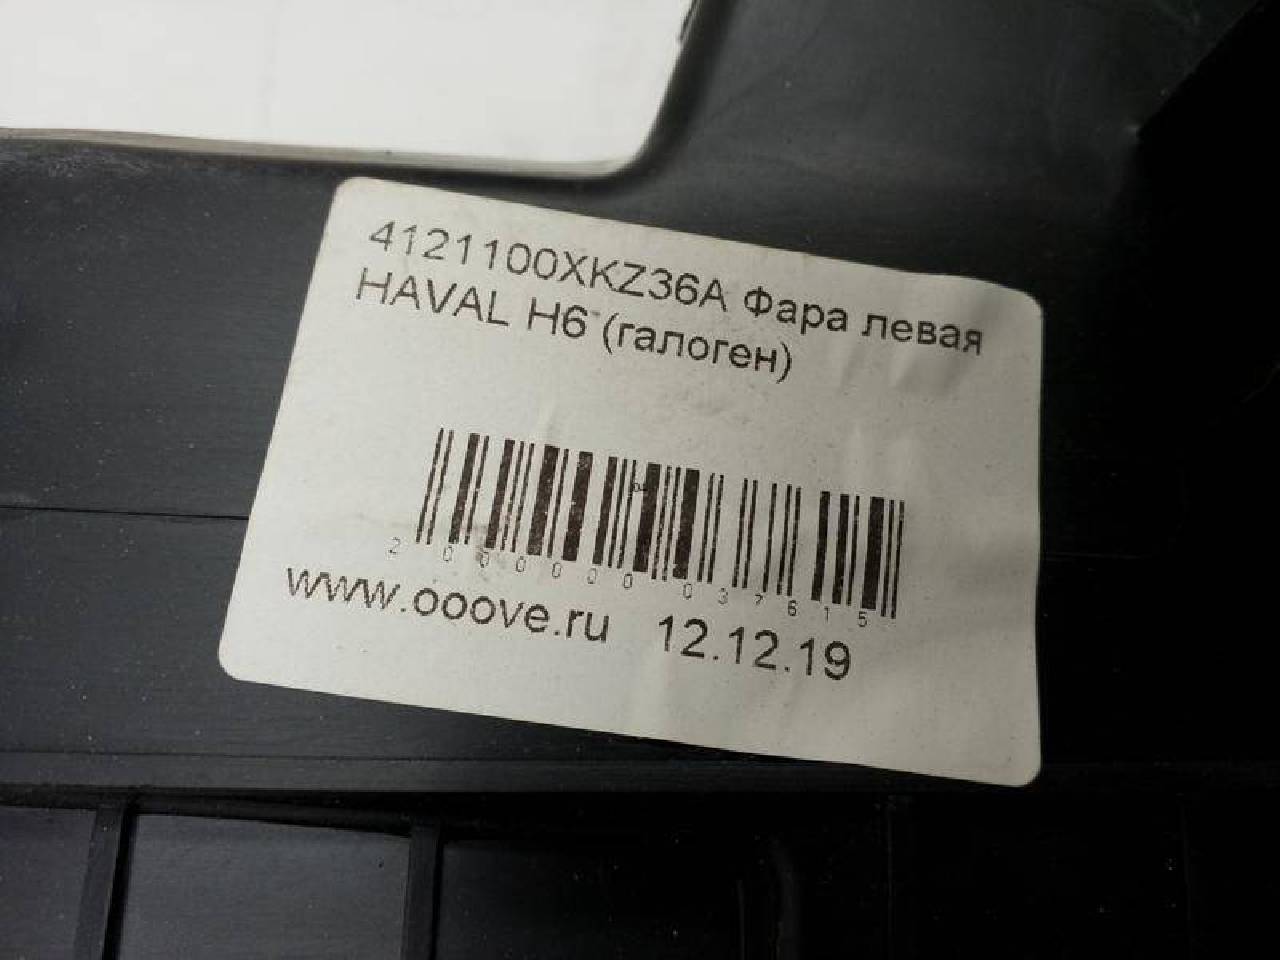 4121100XKZ36A Фара левая
HAVAL H6 (галоген)
2000000037615
www.ooove.ru 12.12.19